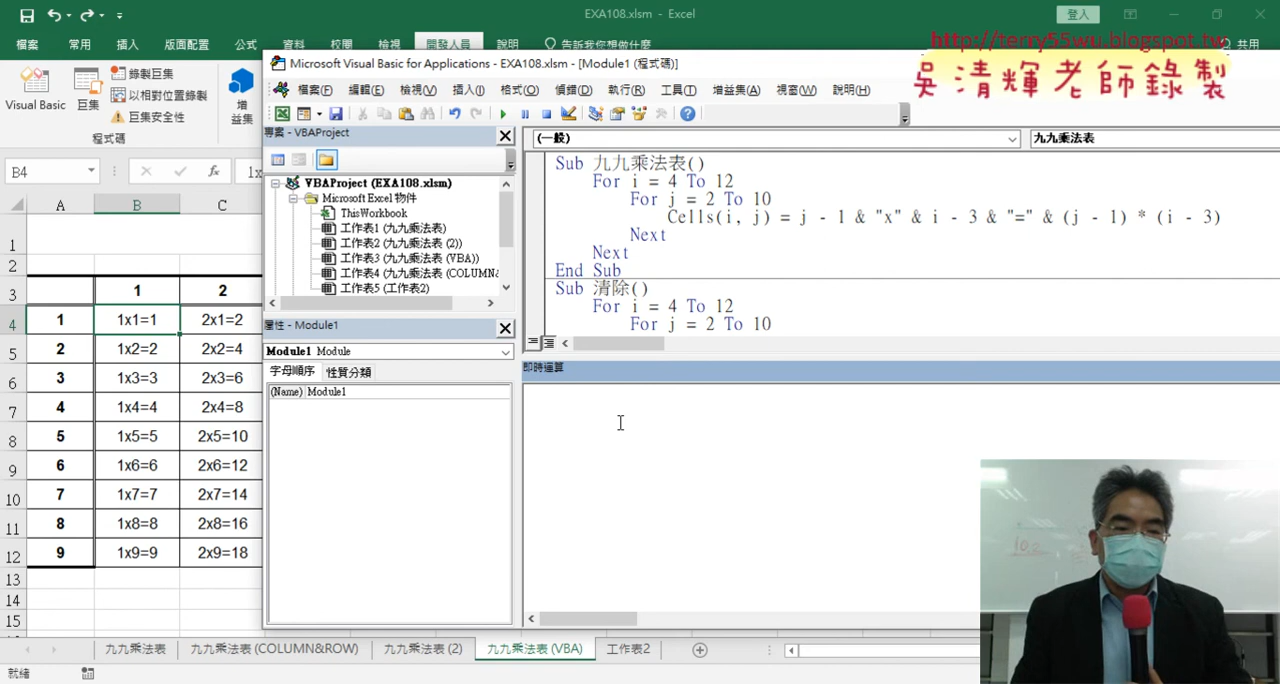 EXA108.xlsm - Excel
登入
檔案 常用 插入 版面配置 公式 資料 校閱 檢視 開發人員 說明 告訴我您想做什麼 共用
http://terry55wu.blogspot.tw
吳清輝老師錄製
Visual Basic
巨集
錄製巨集
以相對位置錄製
巨集安全性
增
益集
程式碼
B4
fx
1x
A B C
1
2
3 1 2
4 1 1x1=1 2x1=2
5 2 1x2=2 2x2=4
6 3 1x3=3 2x3=6
7 4 1x4=4 2x4=8
8 5 1x5=5 2x5=10
9 6 1x6=6 2x6=12
10 7 1x7=7 2x7=14
11 8 1x8=8 2x8=16
12 9 1x9=9 2x9=18
13
14
15
Microsoft Visual Basic for Applications - EXA108.xlsm - [Module1 (程式碼)]
檔案(F) 編輯(E) 檢視(V) 插入(I) 格式(O) 偵錯(D) 執行(R) 工具(T) 增益集(A) 視窗(W) 說明(H)
專案 - VBAProject
VBAProject (EXA108.xlsm)
Microsoft Excel 物件
ThisWorkbook
工作表1 (九九乘法表)
工作表2 (九九乘法表 (2))
工作表3 (九九乘法表 (VBA))
工作表4 (九九乘法表 (COLUMN&
工作表5 (工作表2)
屬性 - Module1
Module1 Module
字母順序 性質分類
(Name) Module1
(一般)
九九乘法表
Sub 九九乘法表()
For i = 4 To 12
For j = 2 To 10
Cells(i, j) = j - 1 & "x" & i - 3 & "=" & (j - 1) * (i - 3)
Next
Next
End Sub
Sub 清除()
For i = 4 To 12
For j = 2 To 10
即時運算
九九乘法表 九九乘法表 (COLUMN&ROW) 九九乘法表 (2) 九九乘法表 (VBA) 工作表2
就緒